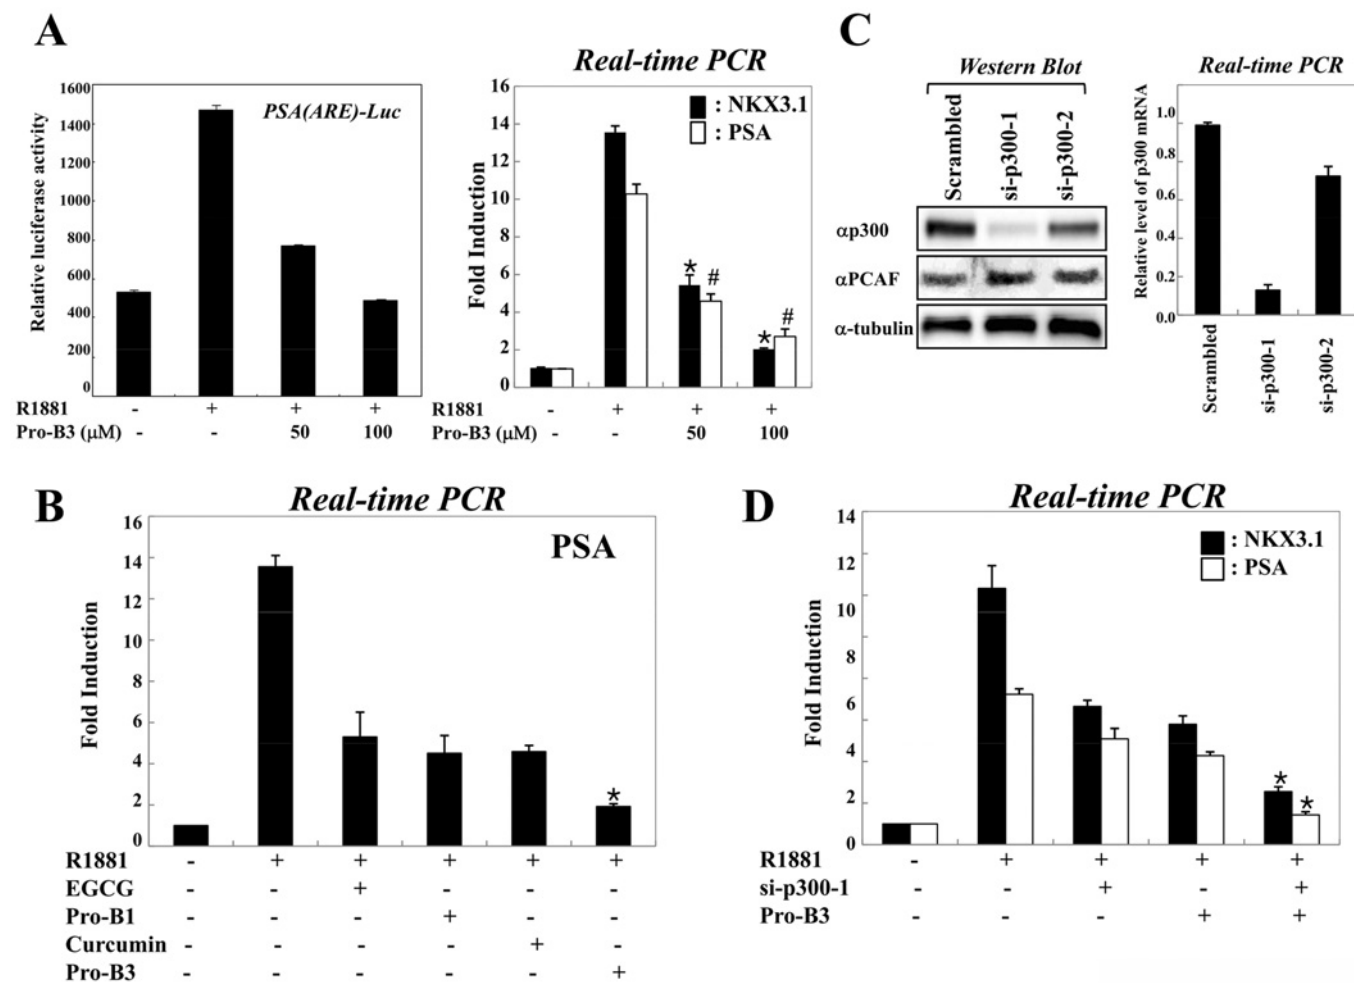 A
PSA(ARE)-Luc
Relative luciferase activity
1400
1600
1200
1000
800
600
400
200
0
R1881 - + + +
Pro-B3 (μM) - - 50 100
Real-time PCR
: NKX3.1
: PSA
Fold Induction
16
14
12
10
8
6
4
2
0
* # * #
R1881 - + + +
Pro-B3 (μM) - - 50 100
C
Western Blot
Scrambled
si-p300-1
si-p300-2
αp300
αPCAF
α-tubulin
Real-time PCR
Relative level of p300 mRNA
1.0
0.8
0.6
0.4
0.2
0.0
Scrambled
si-p300-1
si-p300-2
B
Real-time PCR
PSA
Fold Induction
16
14
12
10
8
6
4
2
0
*
R1881 - + + + + +
EGCG - - + - - -
Pro-B1 - - - + - -
Curcumin - - - - + -
Pro-B3 - - - - - +
D
Real-time PCR
: NKX3.1
: PSA
Fold Induction
14
12
10
8
6
4
2
0
* *
R1881 - + + + +
si-p300-1 - - + - +
Pro-B3 - - - + +